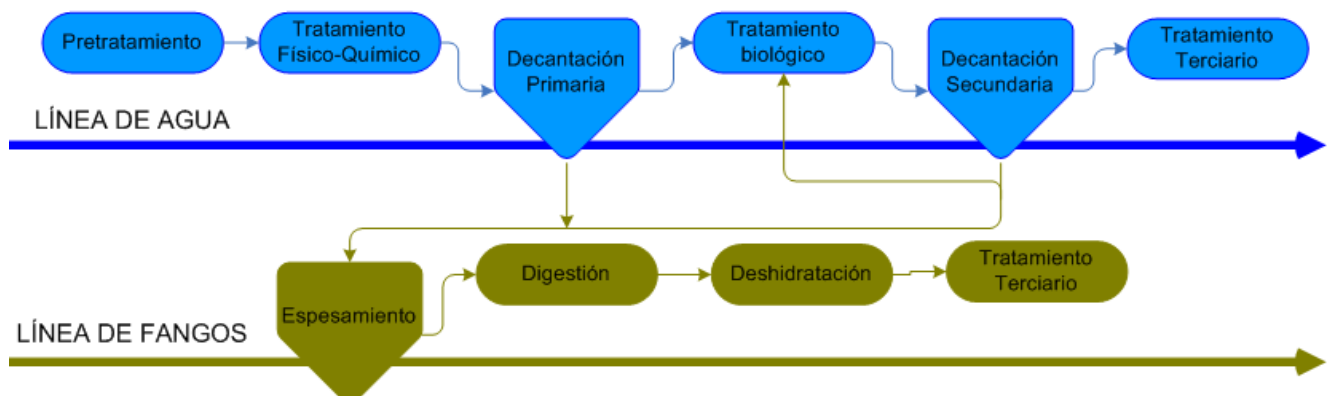 Pretratamiento
Tratamiento
Físico-Químico
Decantación
Primaria
Tratamiento
biológico
Decantación
Secundaria
Tratamiento
Terciario
LÍNEA DE AGUA
Espesamiento
Digestión
Deshidratación
Tratamiento
Terciario
LÍNEA DE FANGOS